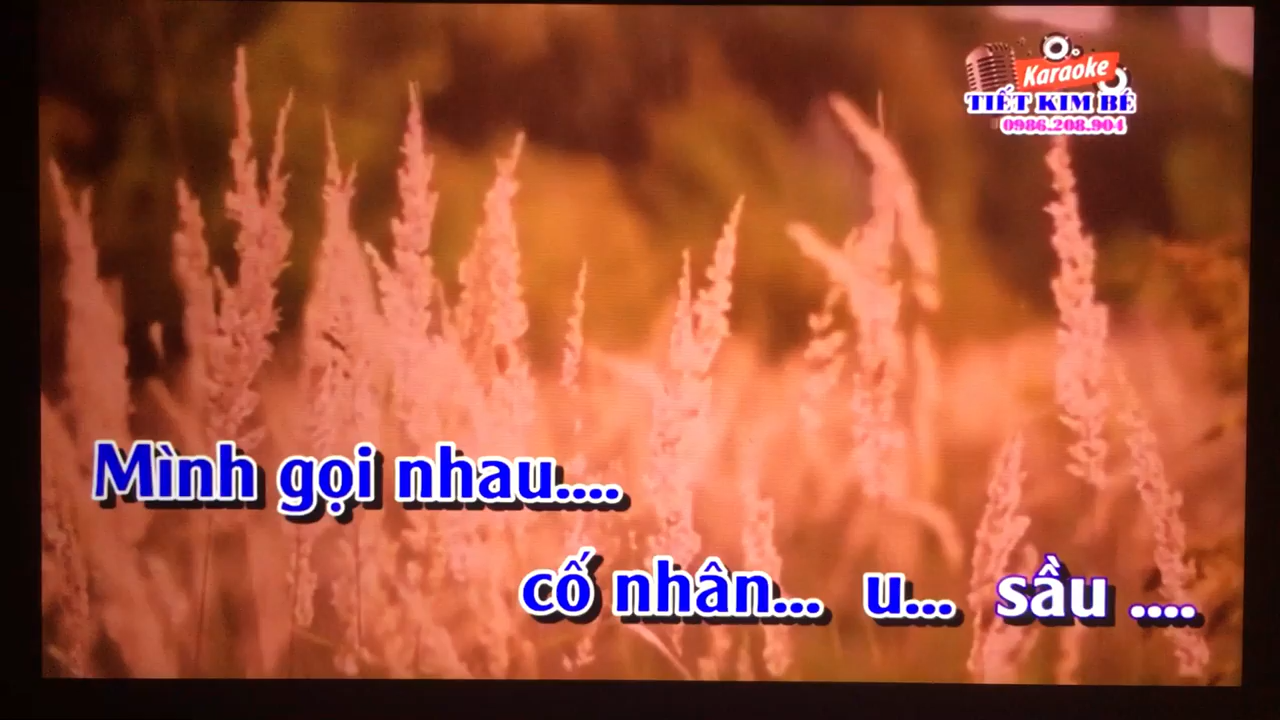 Karaoke
TIẾT KIM BÉ
0986.208.904
Mình gọi nhau....
cố nhân... u... sầu ....